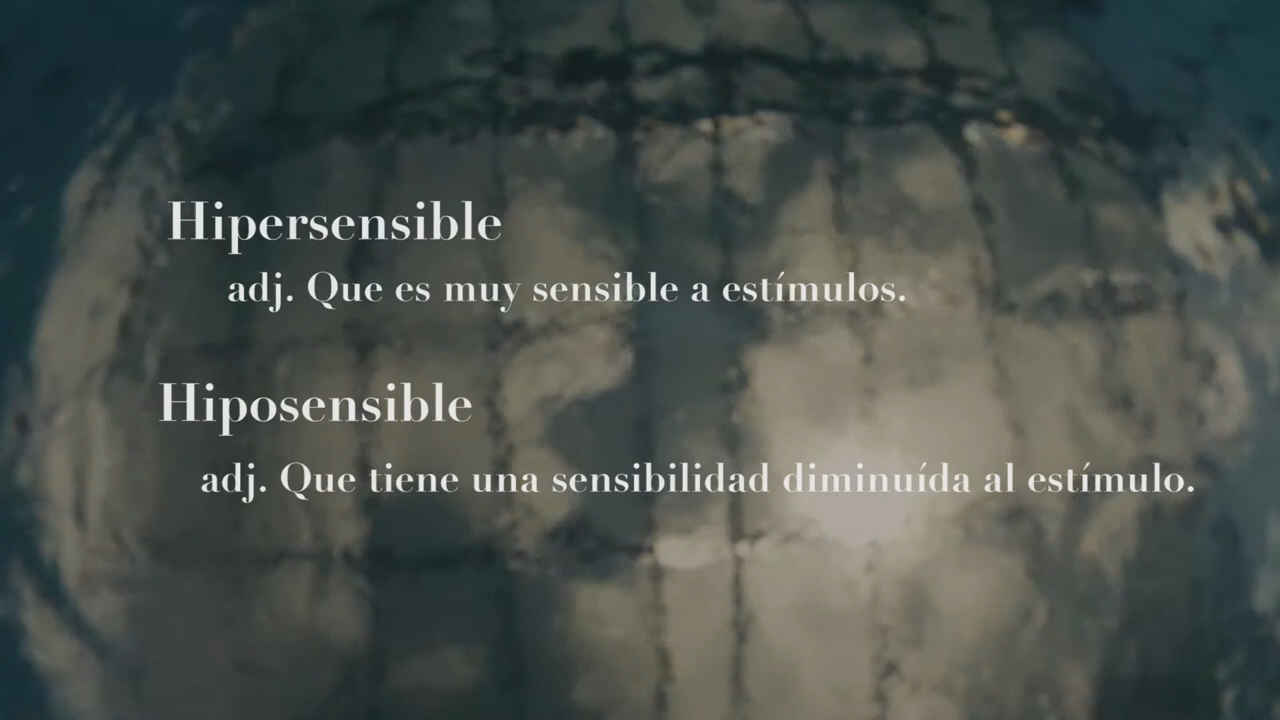 Hipersensible
adj. Que es muy sensible a estímulos.
Hiposensible
adj. Que tiene una sensibilidad diminuída al estímulo.